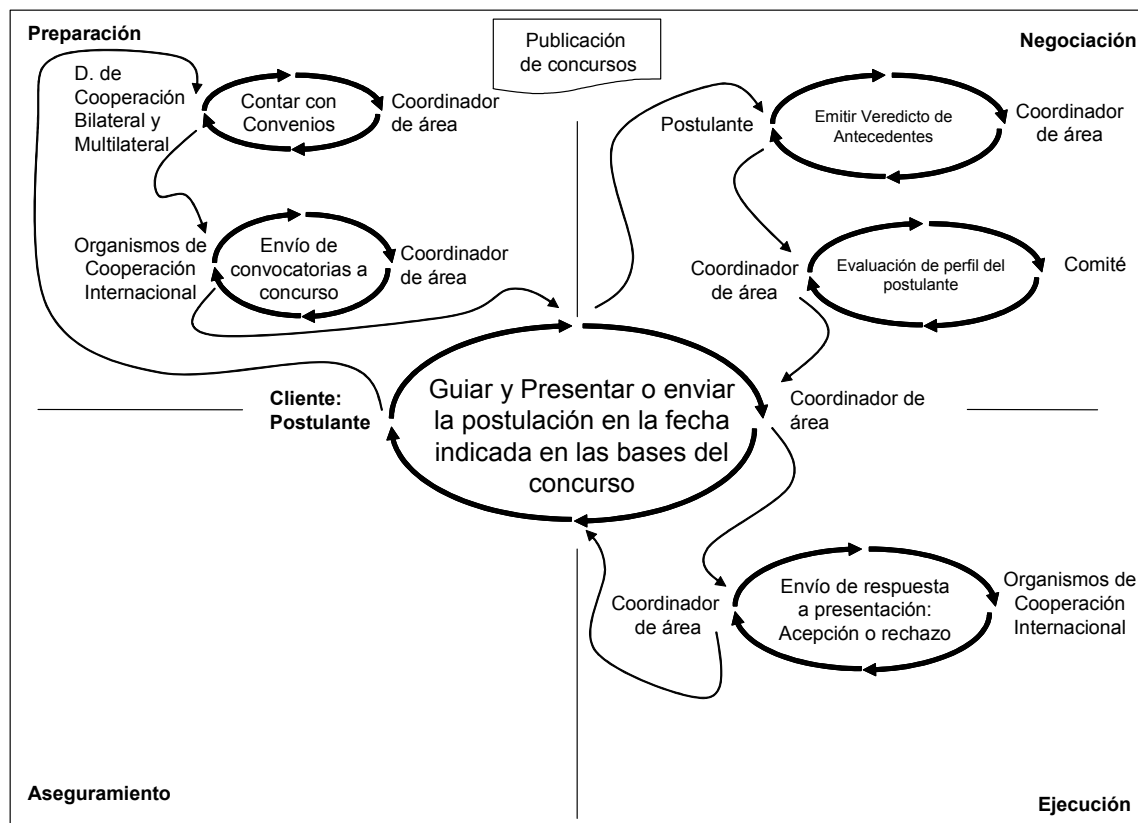 Preparación
Publicación
de concursos
Negociación
D. de
Cooperación
Bilateral y
Multilateral
Contar con
Convenios
Coordinador
de área
Organismos de
Cooperación
Internacional
Envío de
convocatorias a
concurso
Coordinador
de área
Postulante
Emitir Veredicto de
Antecedentes
Coordinador
de área
Coordinador
de área
Evaluación de perfil del
postulante
Comité
Cliente:
Postulante
Guiar y Presentar o enviar
la postulación en la fecha
indicada en las bases del
concurso
Coordinador de
área
Coordinador
de área
Envío de respuesta
a presentación:
Acepción o rechazo
Organismos de
Cooperación
Internacional
Aseguramiento
Ejecución